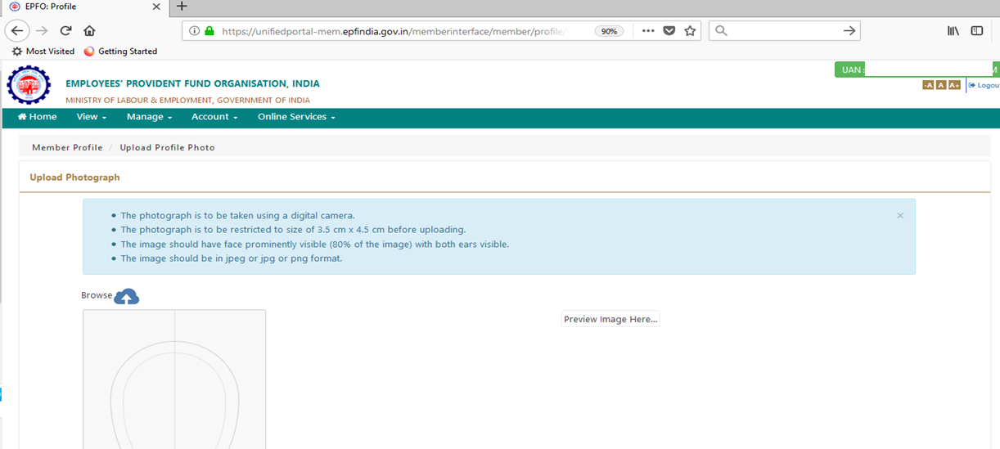 EPFO: Profile
https://unifiedportal-mem.epfindia.gov.in/memberinterface/member/profile/
90%
Most Visited
Getting Started
UAN :
EMPLOYEES' PROVIDENT FUND ORGANISATION, INDIA
-A A A+
Logou
MINISTRY OF LABOUR & EMPLOYMENT, GOVERNMENT OF INDIA
Home View Manage Account Online Services
Member Profile / Upload Profile Photo
Upload Photograph
• The photograph is to be taken using a digital camera.
• The photograph is to be restricted to size of 3.5 cm x 4.5 cm before uploading.
• The image should have face prominently visible (80% of the image) with both ears visible.
• The image should be in jpeg or jpg or png format.
Browse
Preview Image Here...